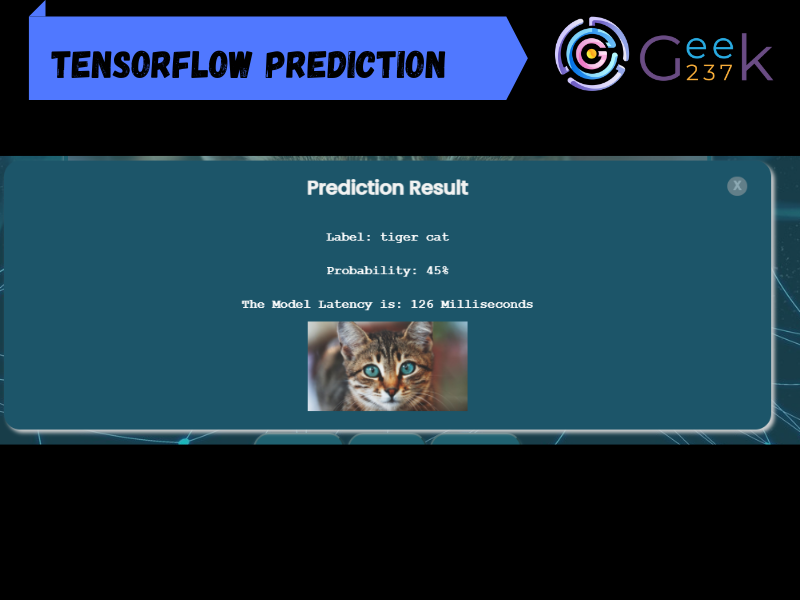 TENSORFLOW PREDICTION
Geek
237
Prediction Result
X
Label: tiger cat
Probability: 45%
The Model Latency is: 126 Milliseconds